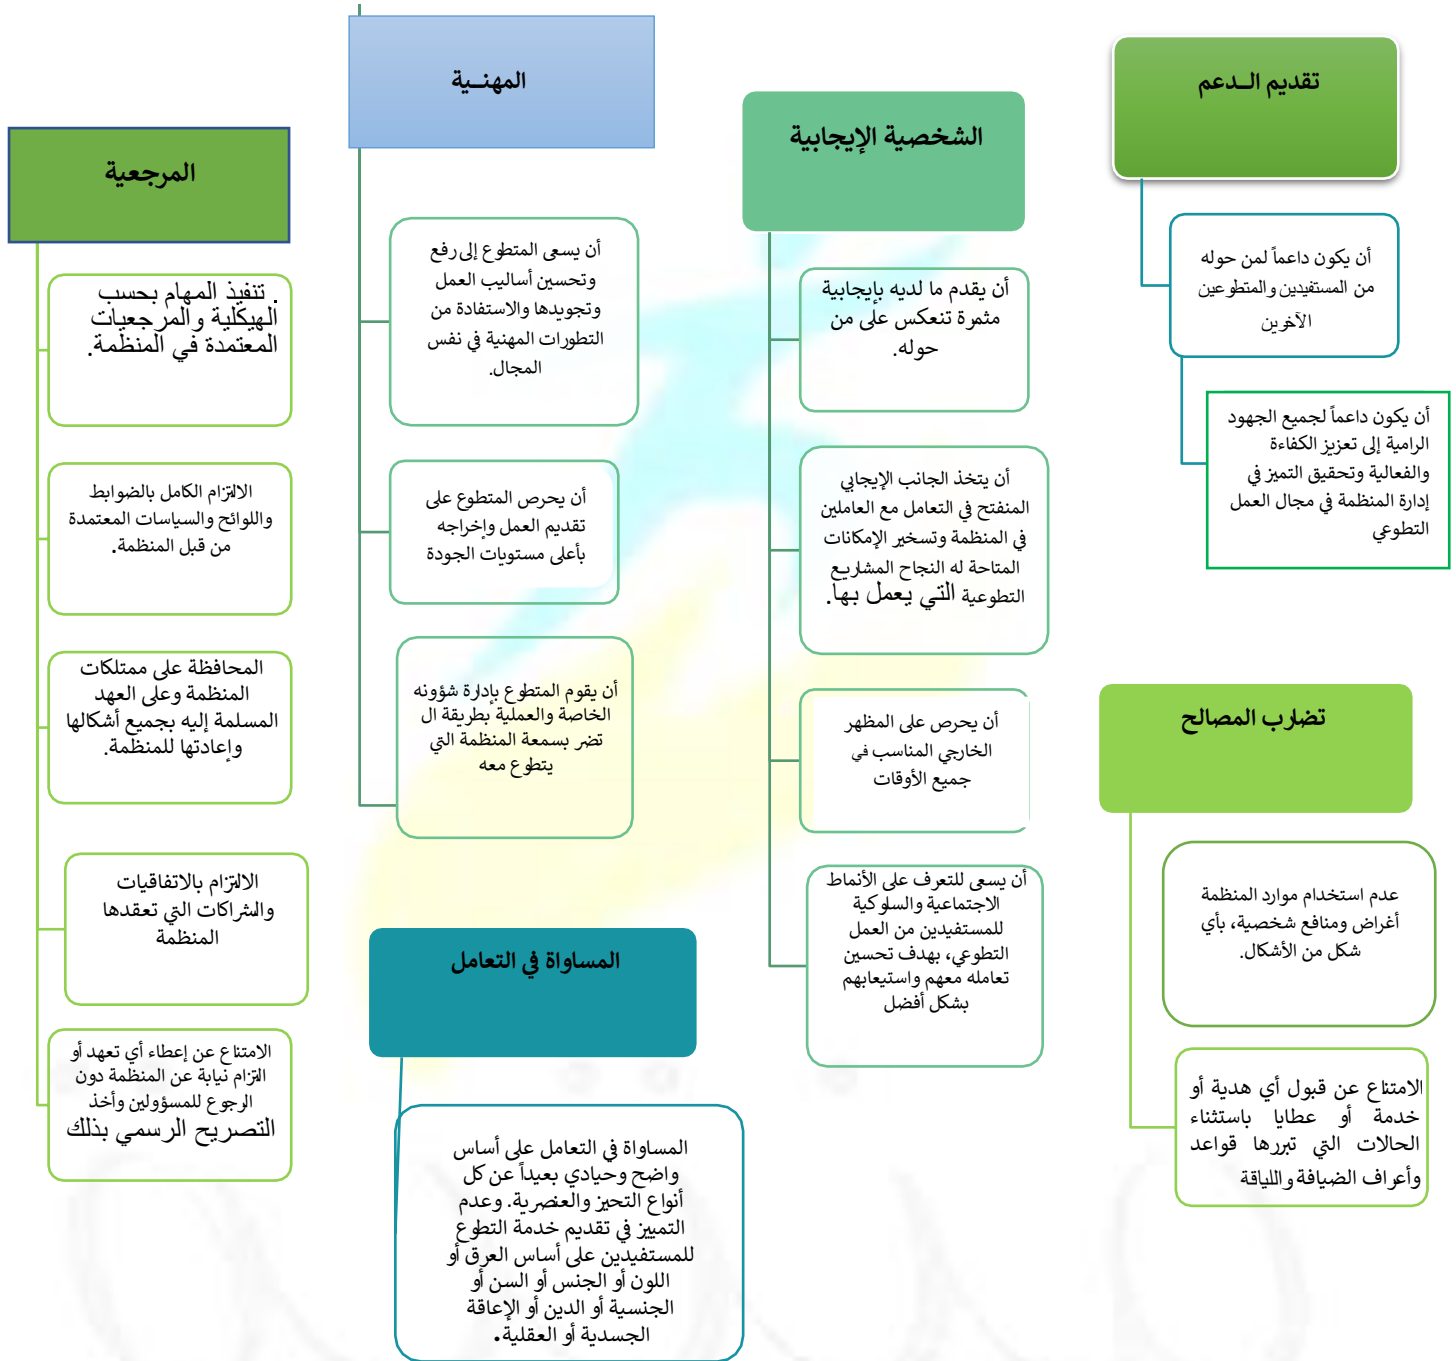 تقديم الــدعم
أن يكون داعماً لمن حوله
من المستفيدين والمتطوعين
الآخرين
أن يكون داعماً لجميع الجهود
الرامية إلى تعزيز الكفاءة
والفعالية وتحقيق التميز في
إدارة المنظمة في مجال العمل
التطوعي
تضارب المصالح
عدم استخدام موارد المنظمة
أغراض ومنافع شخصية، بأي
شكل من الأشكال.
الامتناع عن قبول أي هدية أو
خدمة أو عطايا باستثناء
الحالات التي تبررها قواعد
وأعراف الضيافة واللياقة
الشخصية الإيجابية
أن يقدم ما لديه بإيجابية
مثمرة تنعكس على من
حوله.
أن يتخذ الجانب الإيجابي
المنفتح في التعامل مع العاملين
في المنظمة وتسخير الإمكانات
المتاحة له النجاح المشاريع
التطوعية التي يعمل بها.
أن يحرص على المظهر
الخارجي المناسب في
جميع الأوقات
أن يسعى للتعرف على الأنماط
الاجتماعية والسلوكية
للمستفيدين من العمل
التطوعي، بهدف تحسين
تعامله معهم واستيعابهم
بشكل أفضل
المهنــية
أن يسعى المتطوع إلى رفع
وتحسين أساليب العمل
وتجويدها والاستفادة من
التطورات المهنية في نفس
المجال.
أن يحرص المتطوع على
تقديم العمل وإخراجه
بأعلى مستويات الجودة
أن يقوم المتطوع بإدارة شؤونه
الخاصة والعملية بطريقة ال
تضر بسمعة المنظمة التي
يتطوع معه
المساواة في التعامل
المساواة في التعامل على أساس
واضح وحيادي بعيداً عن كل
أنواع التحيز والعنصرية. وعدم
التمييز في تقديم خدمة التطوع
للمستفيدين على أساس العرق أو
اللون أو الجنس أو السن أو
الجنسية أو الدين أو الإعاقة
الجسدية أو العقلية.
المرجعية
. تنفيذ المهام بحسب
الهيكلية والمرجعيات
المعتمدة في المنظمة.
الالتزام الكامل بالضوابط
واللوائح والسياسات المعتمدة
من قبل المنظمة.
المحافظة على ممتلكات
المنظمة وعلى العهد
المسلمة إليه بجميع أشكالها
وإعادتها للمنظمة.
الالتزام بالاتفاقيات
والشراكات التي تعقدها
المنظمة
الامتناع عن إعطاء أي تعهد أو
التزام نيابة عن المنظمة دون
الرجوع للمسؤولين وأخذ
التصريح الرسمي بذلك